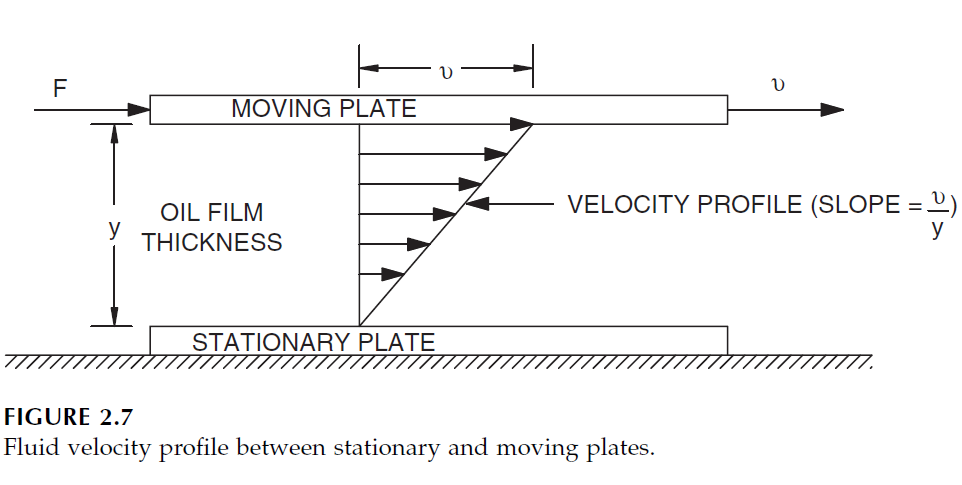 υ
F
υ
MOVING PLATE
OIL FILM
THICKNESS
y
VELOCITY PROFILE (SLOPE = υ/y)
STATIONARY PLATE
FIGURE 2.7
Fluid velocity profile between stationary and moving plates.